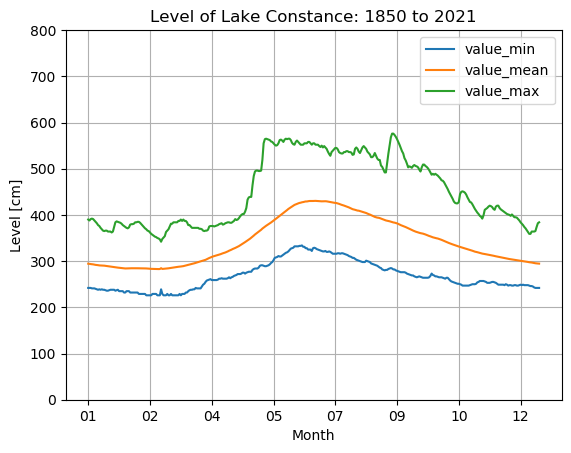 Level of Lake Constance: 1850 to 2021
value_min
value_mean
value_max
Level [cm]
800
700
600
500
400
300
200
100
0
01 02 04 05 07 09 10 12
Month